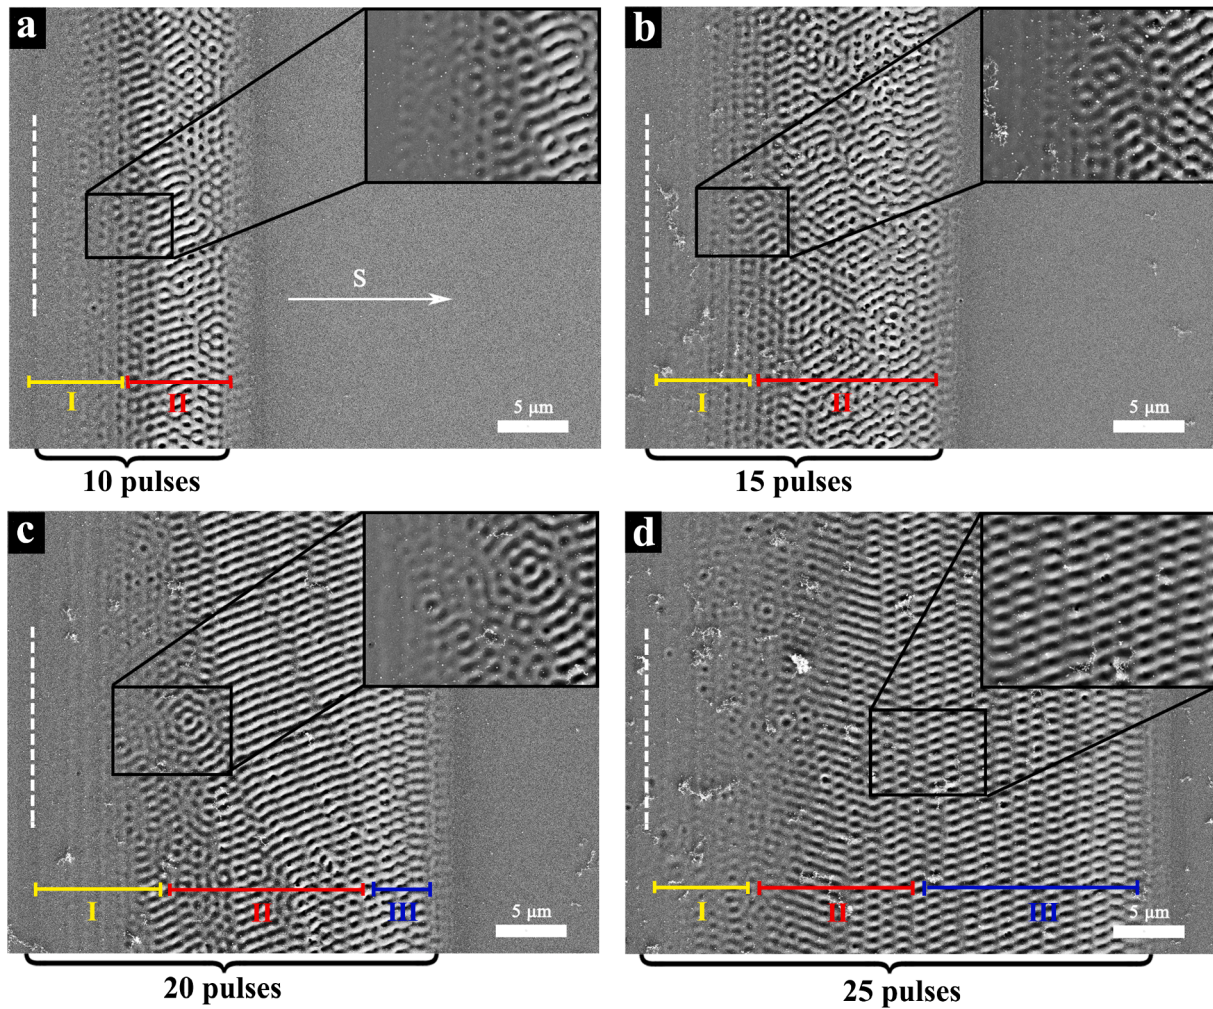 a
S
I
II
5 µm
10 pulses
b
I
II
5 µm
15 pulses
c
I
II
III
5 µm
20 pulses
d
I
II
III
5 µm
25 pulses